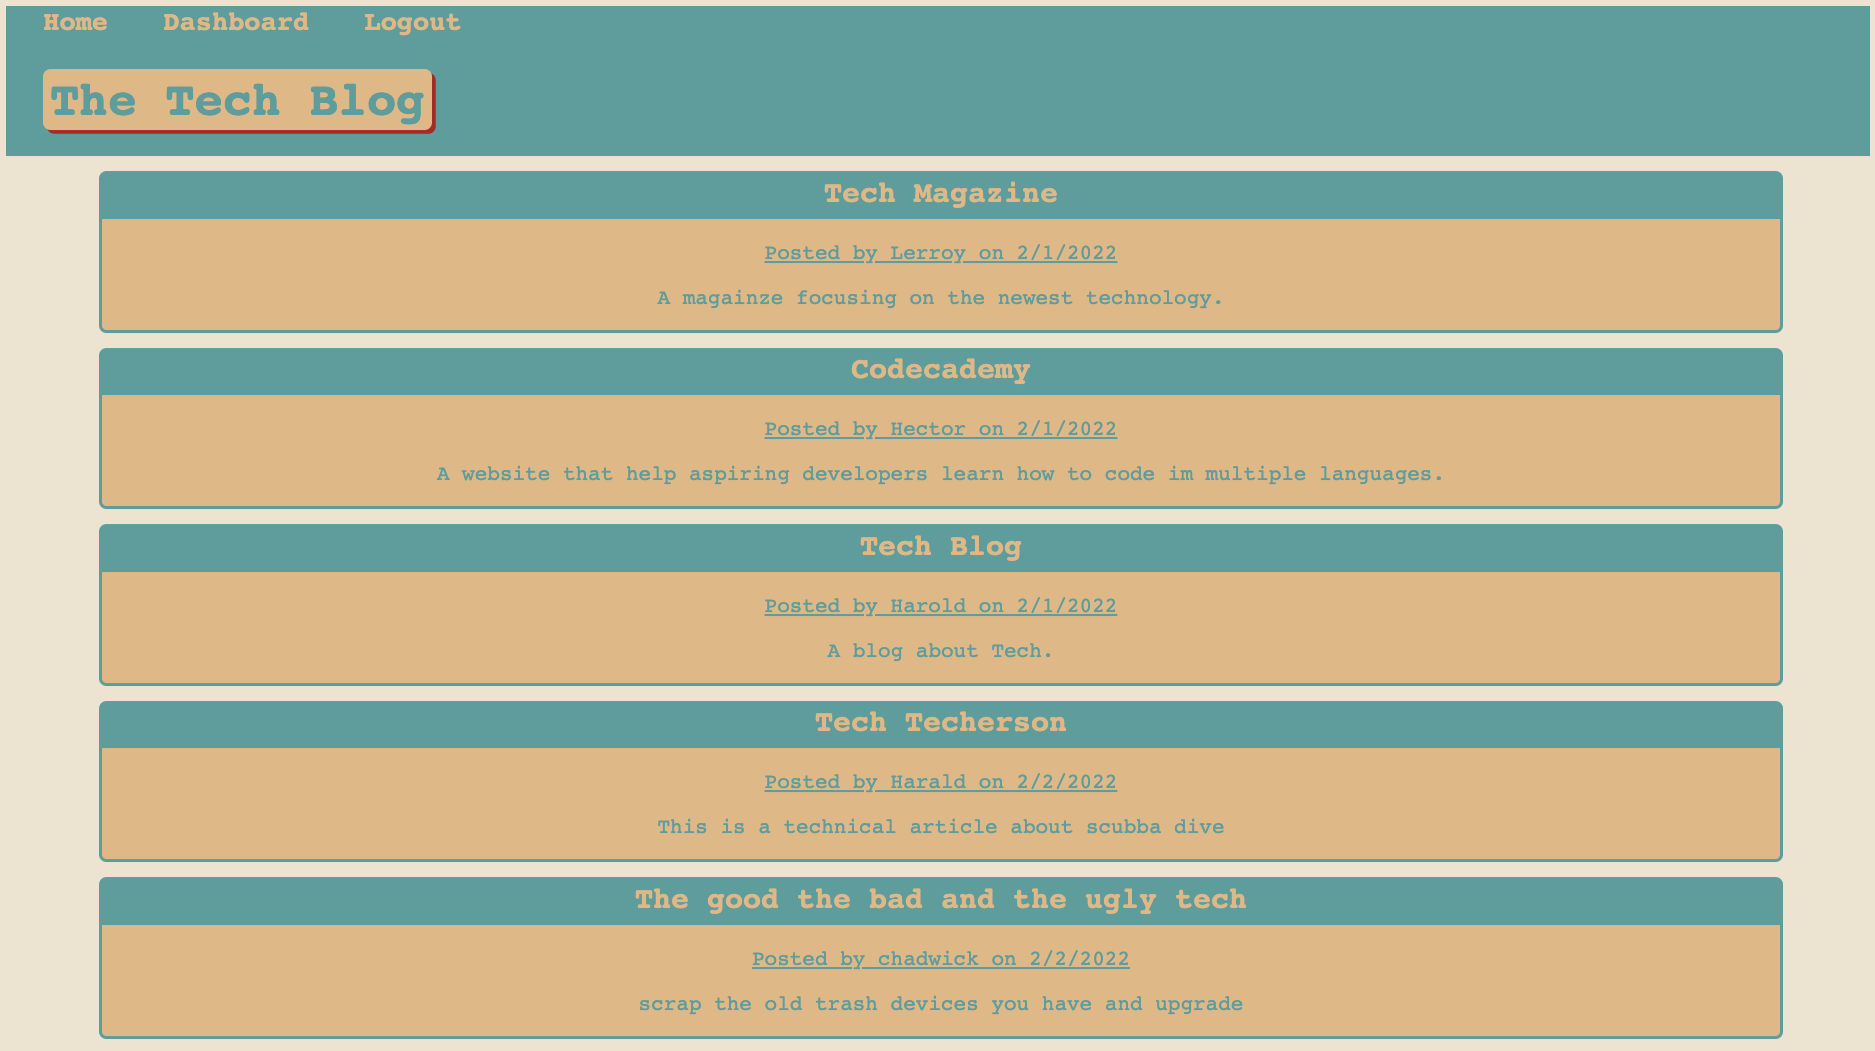 Home Dashboard Logout
The Tech Blog
Tech Magazine
Posted by Lerroy on 2/1/2022
A magainze focusing on the newest technology.
Codecademy
Posted by Hector on 2/1/2022
A website that help aspiring developers learn how to code im multiple languages.
Tech Blog
Posted by Harold on 2/1/2022
A blog about Tech.
Tech Techerson
Posted by Harald on 2/2/2022
This is a technical article about scubba dive
The good the bad and the ugly tech
Posted by chadwick on 2/2/2022
scrap the old trash devices you have and upgrade